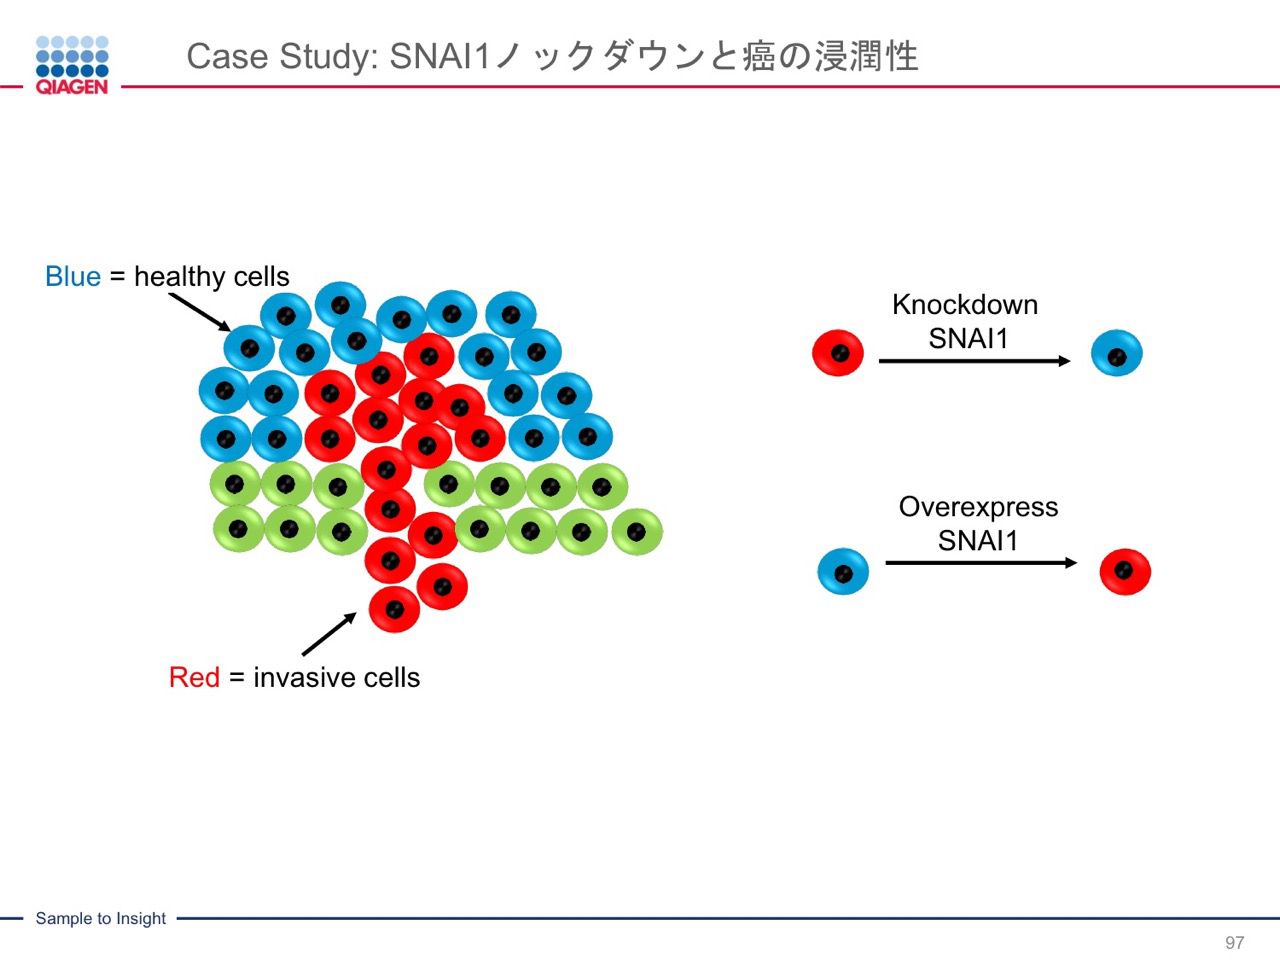 Case Study: SNAI1ノックダウンと癌の浸潤性
QIAGEN
Blue = healthy cells
Knockdown
SNAI1
Overexpress
SNAI1
Red = invasive cells
Sample to Insight
97